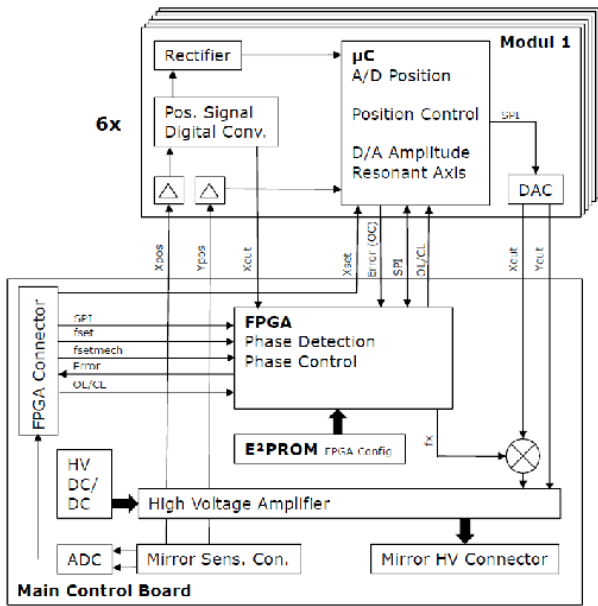 Modul 1
Rectifier
µC
A/D Position
Position Control
D/A Amplitude
Resonant Axis
6x
Pos. Signal
Digital Conv.
SPI
DAC
Xpos
Ypos
Xout
Xset
Error (OC)
SPI
OL/CL
Xout
Yout
FPGA Connector
SPI
fset
fsetmech
Error
OL/CL
FPGA
Phase Detection
Phase Control
E²PROM FPGA Config
fx
HV
DC/
DC
High Voltage Amplifier
ADC
Mirror Sens. Con.
Mirror HV Connector
Main Control Board